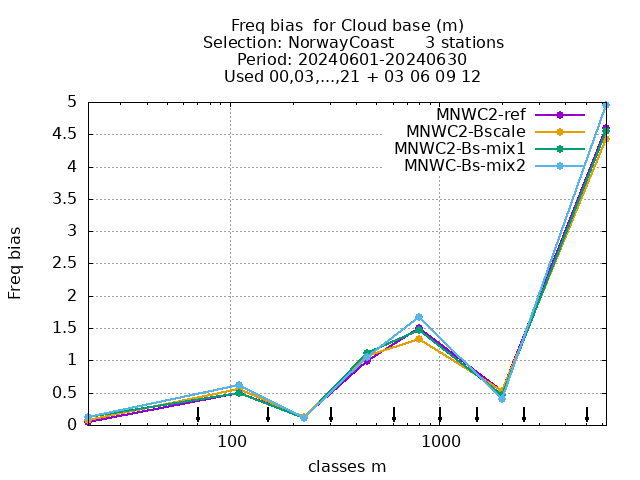 Freq bias  for Cloud base (m)
Selection: NorwayCoast      3 stations
Period: 20240601-20240630
Used 00,03,...,21 + 03 06 09 12
MNWC2-ref
MNWC2-Bscale
MNWC2-Bs-mix1
MNWC-Bs-mix2
5
4.5
4
3.5
3
2.5
2
1.5
1
0.5
0
Freq bias
100
1000
classes m